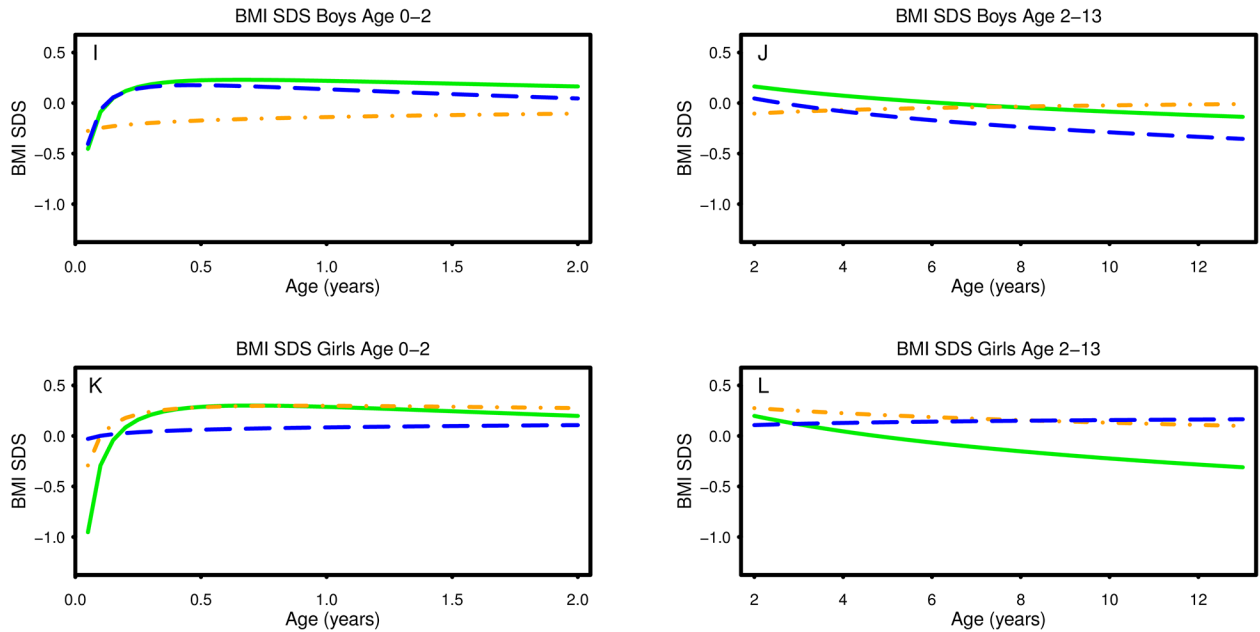 BMI SDS Boys Age 0−2
I
0.5
0.0
−0.5
−1.0
BMI SDS
0.0 0.5 1.0 1.5 2.0
Age (years)
BMI SDS Boys Age 2−13
J
0.5
0.0
−0.5
−1.0
BMI SDS
2 4 6 8 10 12
Age (years)
BMI SDS Girls Age 0−2
K
0.5
0.0
−0.5
−1.0
BMI SDS
0.0 0.5 1.0 1.5 2.0
Age (years)
BMI SDS Girls Age 2−13
L
0.5
0.0
−0.5
−1.0
BMI SDS
2 4 6 8 10 12
Age (years)